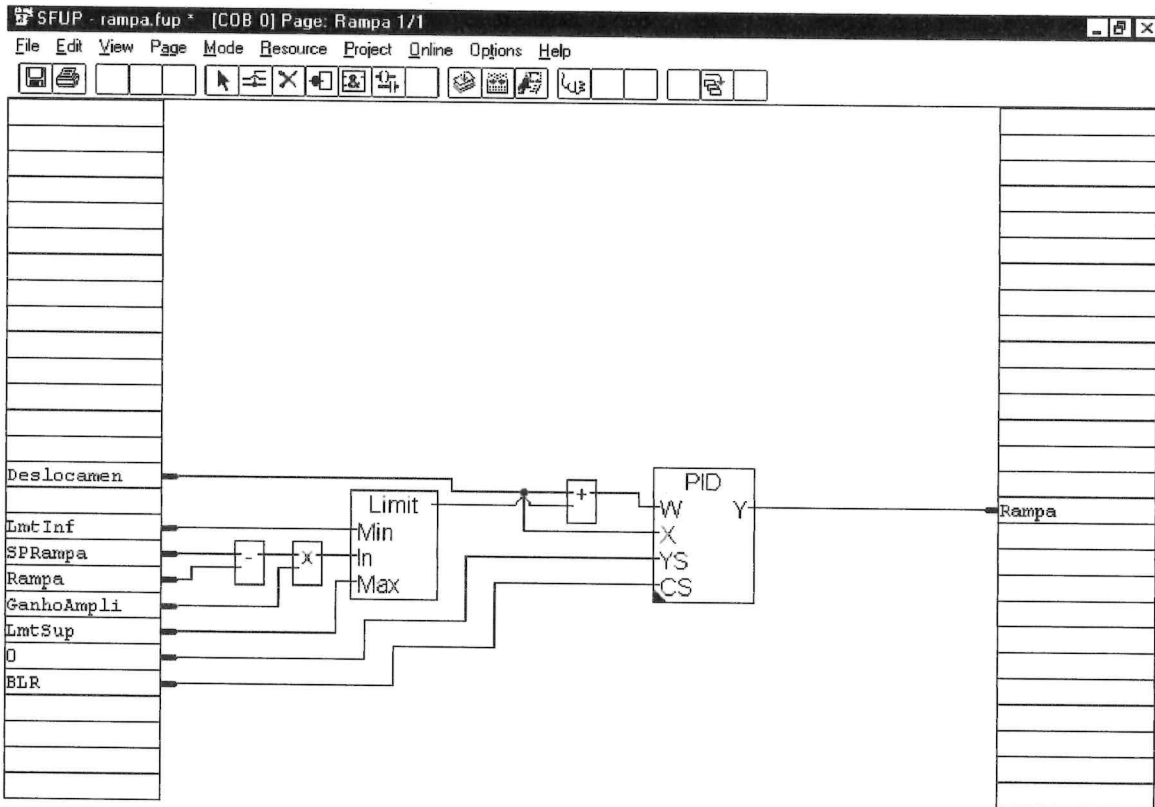 SFUP - rampa.fup * [COB 0] Page: Rampa 1/1
File Edit View Page Mode Resource Project Online Options Help
Deslocamen
LmtInf
SPRampa
Rampa
GanhoAmpli
LmtSup
0
BLR
-
x
Limit
Min
In
Max
+
PID
W Y
X
YS
CS
Rampa